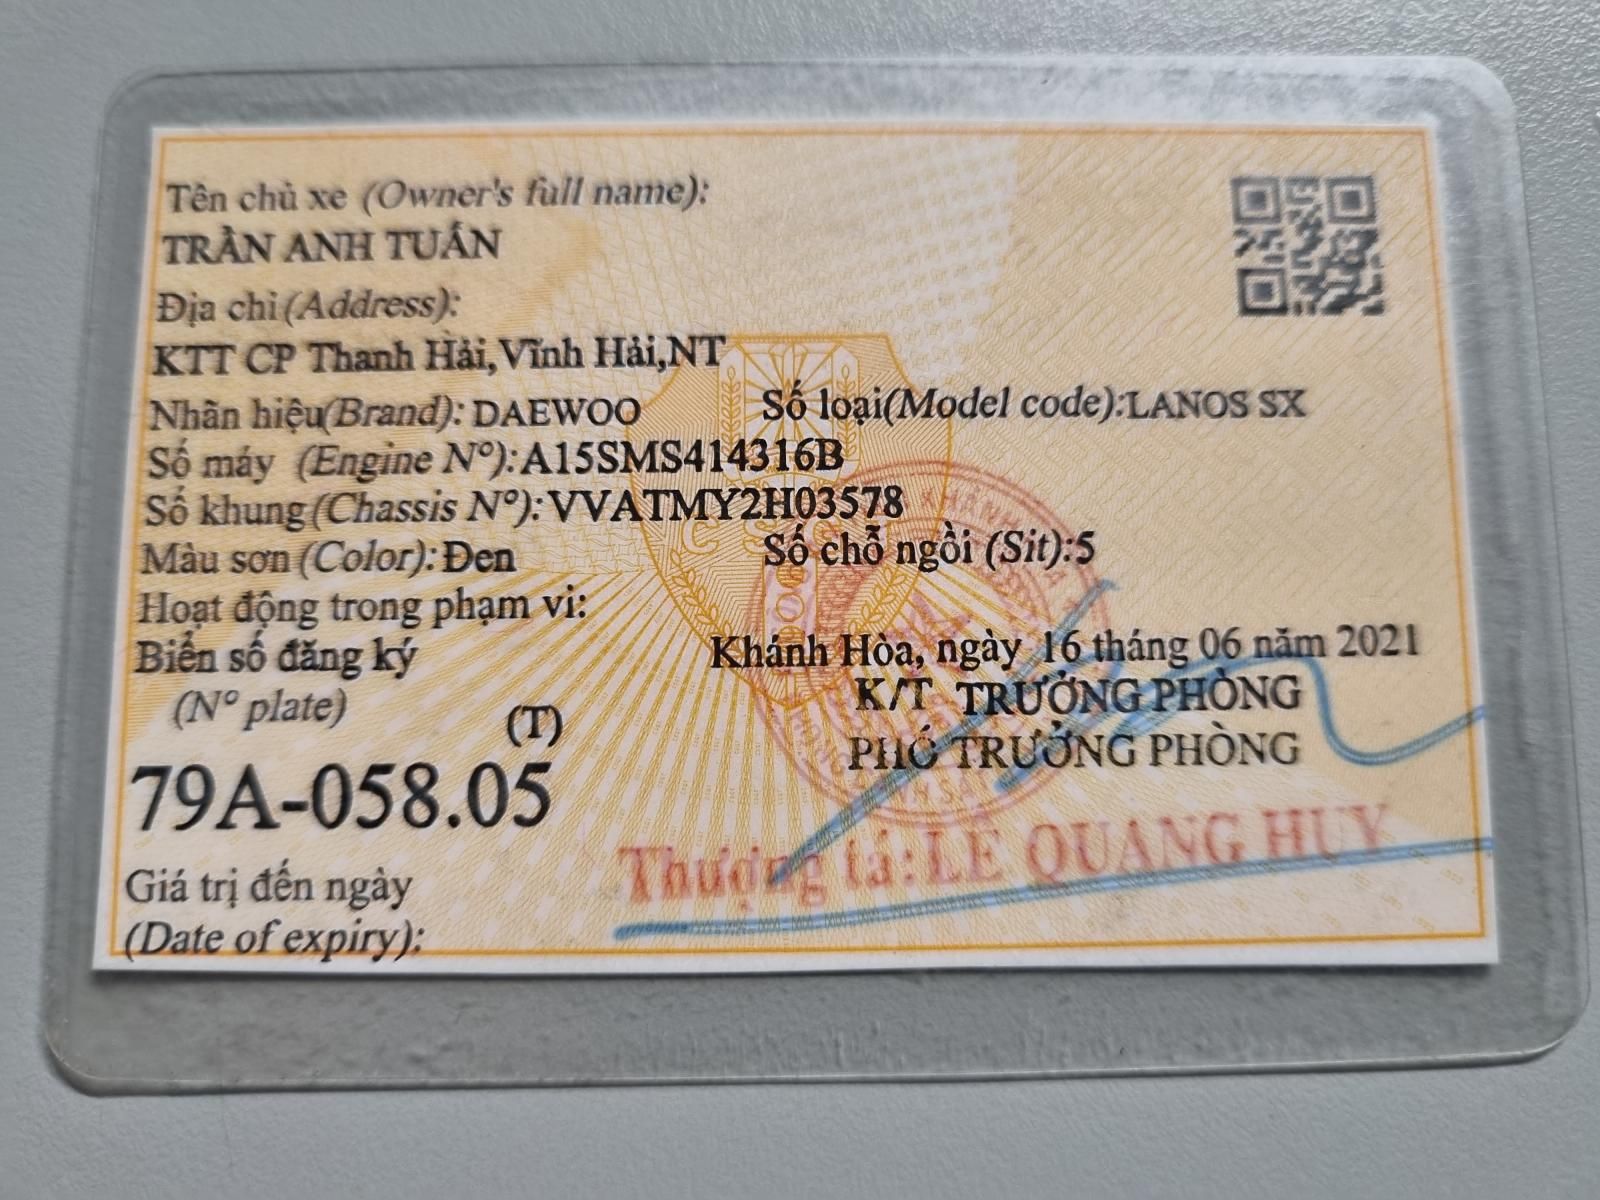 Tên chủ xe (Owner's full name):
TRẦN ANH TUẤN
Địa chỉ (Address):
KTT CP Thanh Hải,Vĩnh Hải,NT
Nhãn hiệu(Brand): DAEWOO Số loại(Model code):LANOS SX
Số máy (Engine N°):A15SMS414316B
Số khung(Chassis N°):VVATMY2H03578
Màu sơn (Color):Đen Số chỗ ngồi (Sit):5
Hoạt động trong phạm vi:
Biển số đăng ký
(N° plate)
(T)
79A-058.05
Giá trị đến ngày
(Date of expiry):
Khánh Hòa, ngày 16 tháng 06 năm 2021
K/T TRƯỞNG PHÒNG
PHÓ TRƯỞNG PHÒNG
Thượng tá: LÊ QUANG HUY